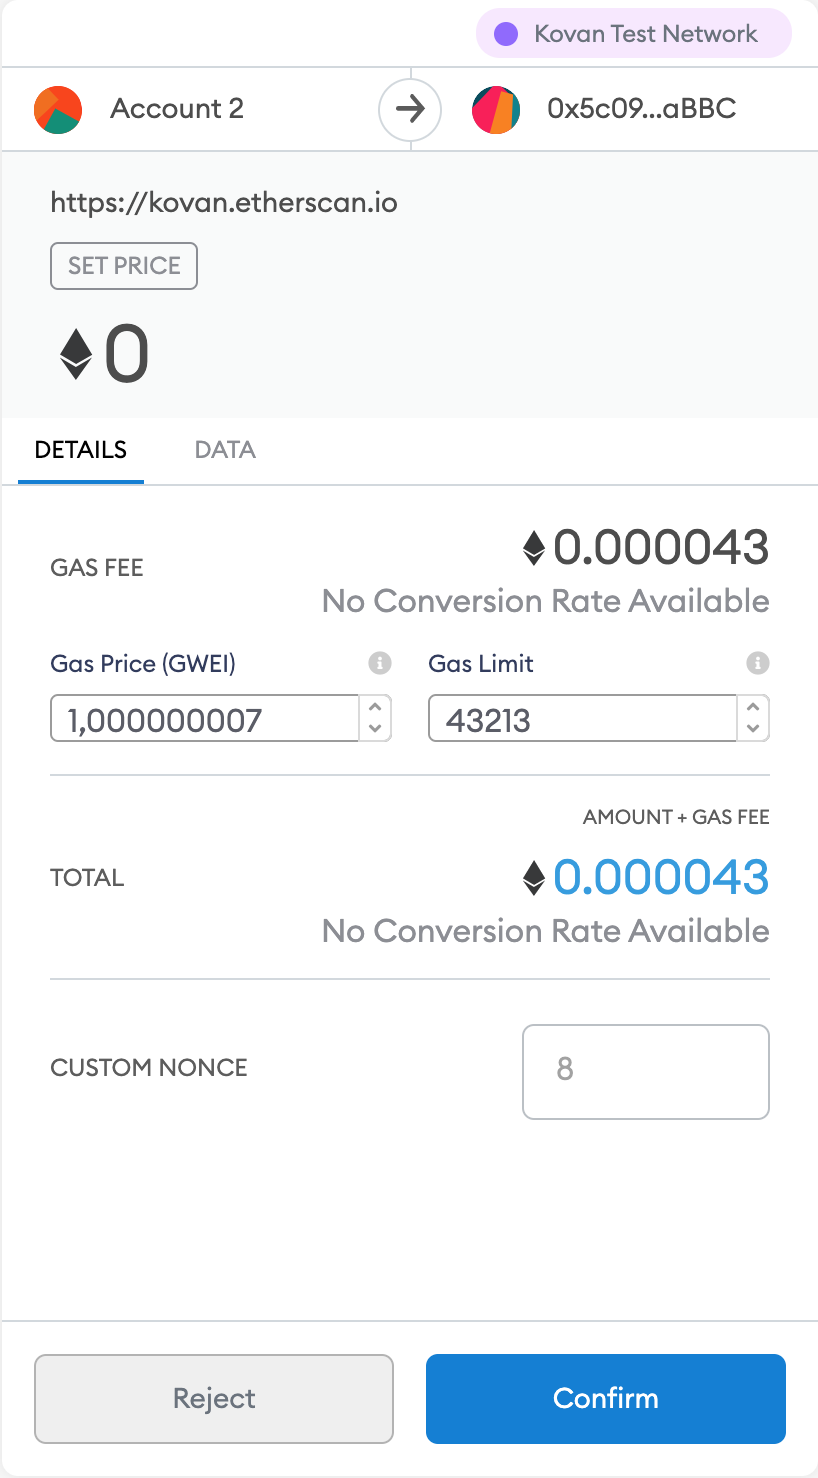 Kovan Test Network
Account 2
0x5c09...aBBC
https://kovan.etherscan.io
SET PRICE
0
DETAILS
DATA
GAS FEE
0.000043
No Conversion Rate Available
Gas Price (GWEI)
Gas Limit
1,000000007
43213
AMOUNT + GAS FEE
TOTAL
0.000043
No Conversion Rate Available
CUSTOM NONCE
8
Reject
Confirm